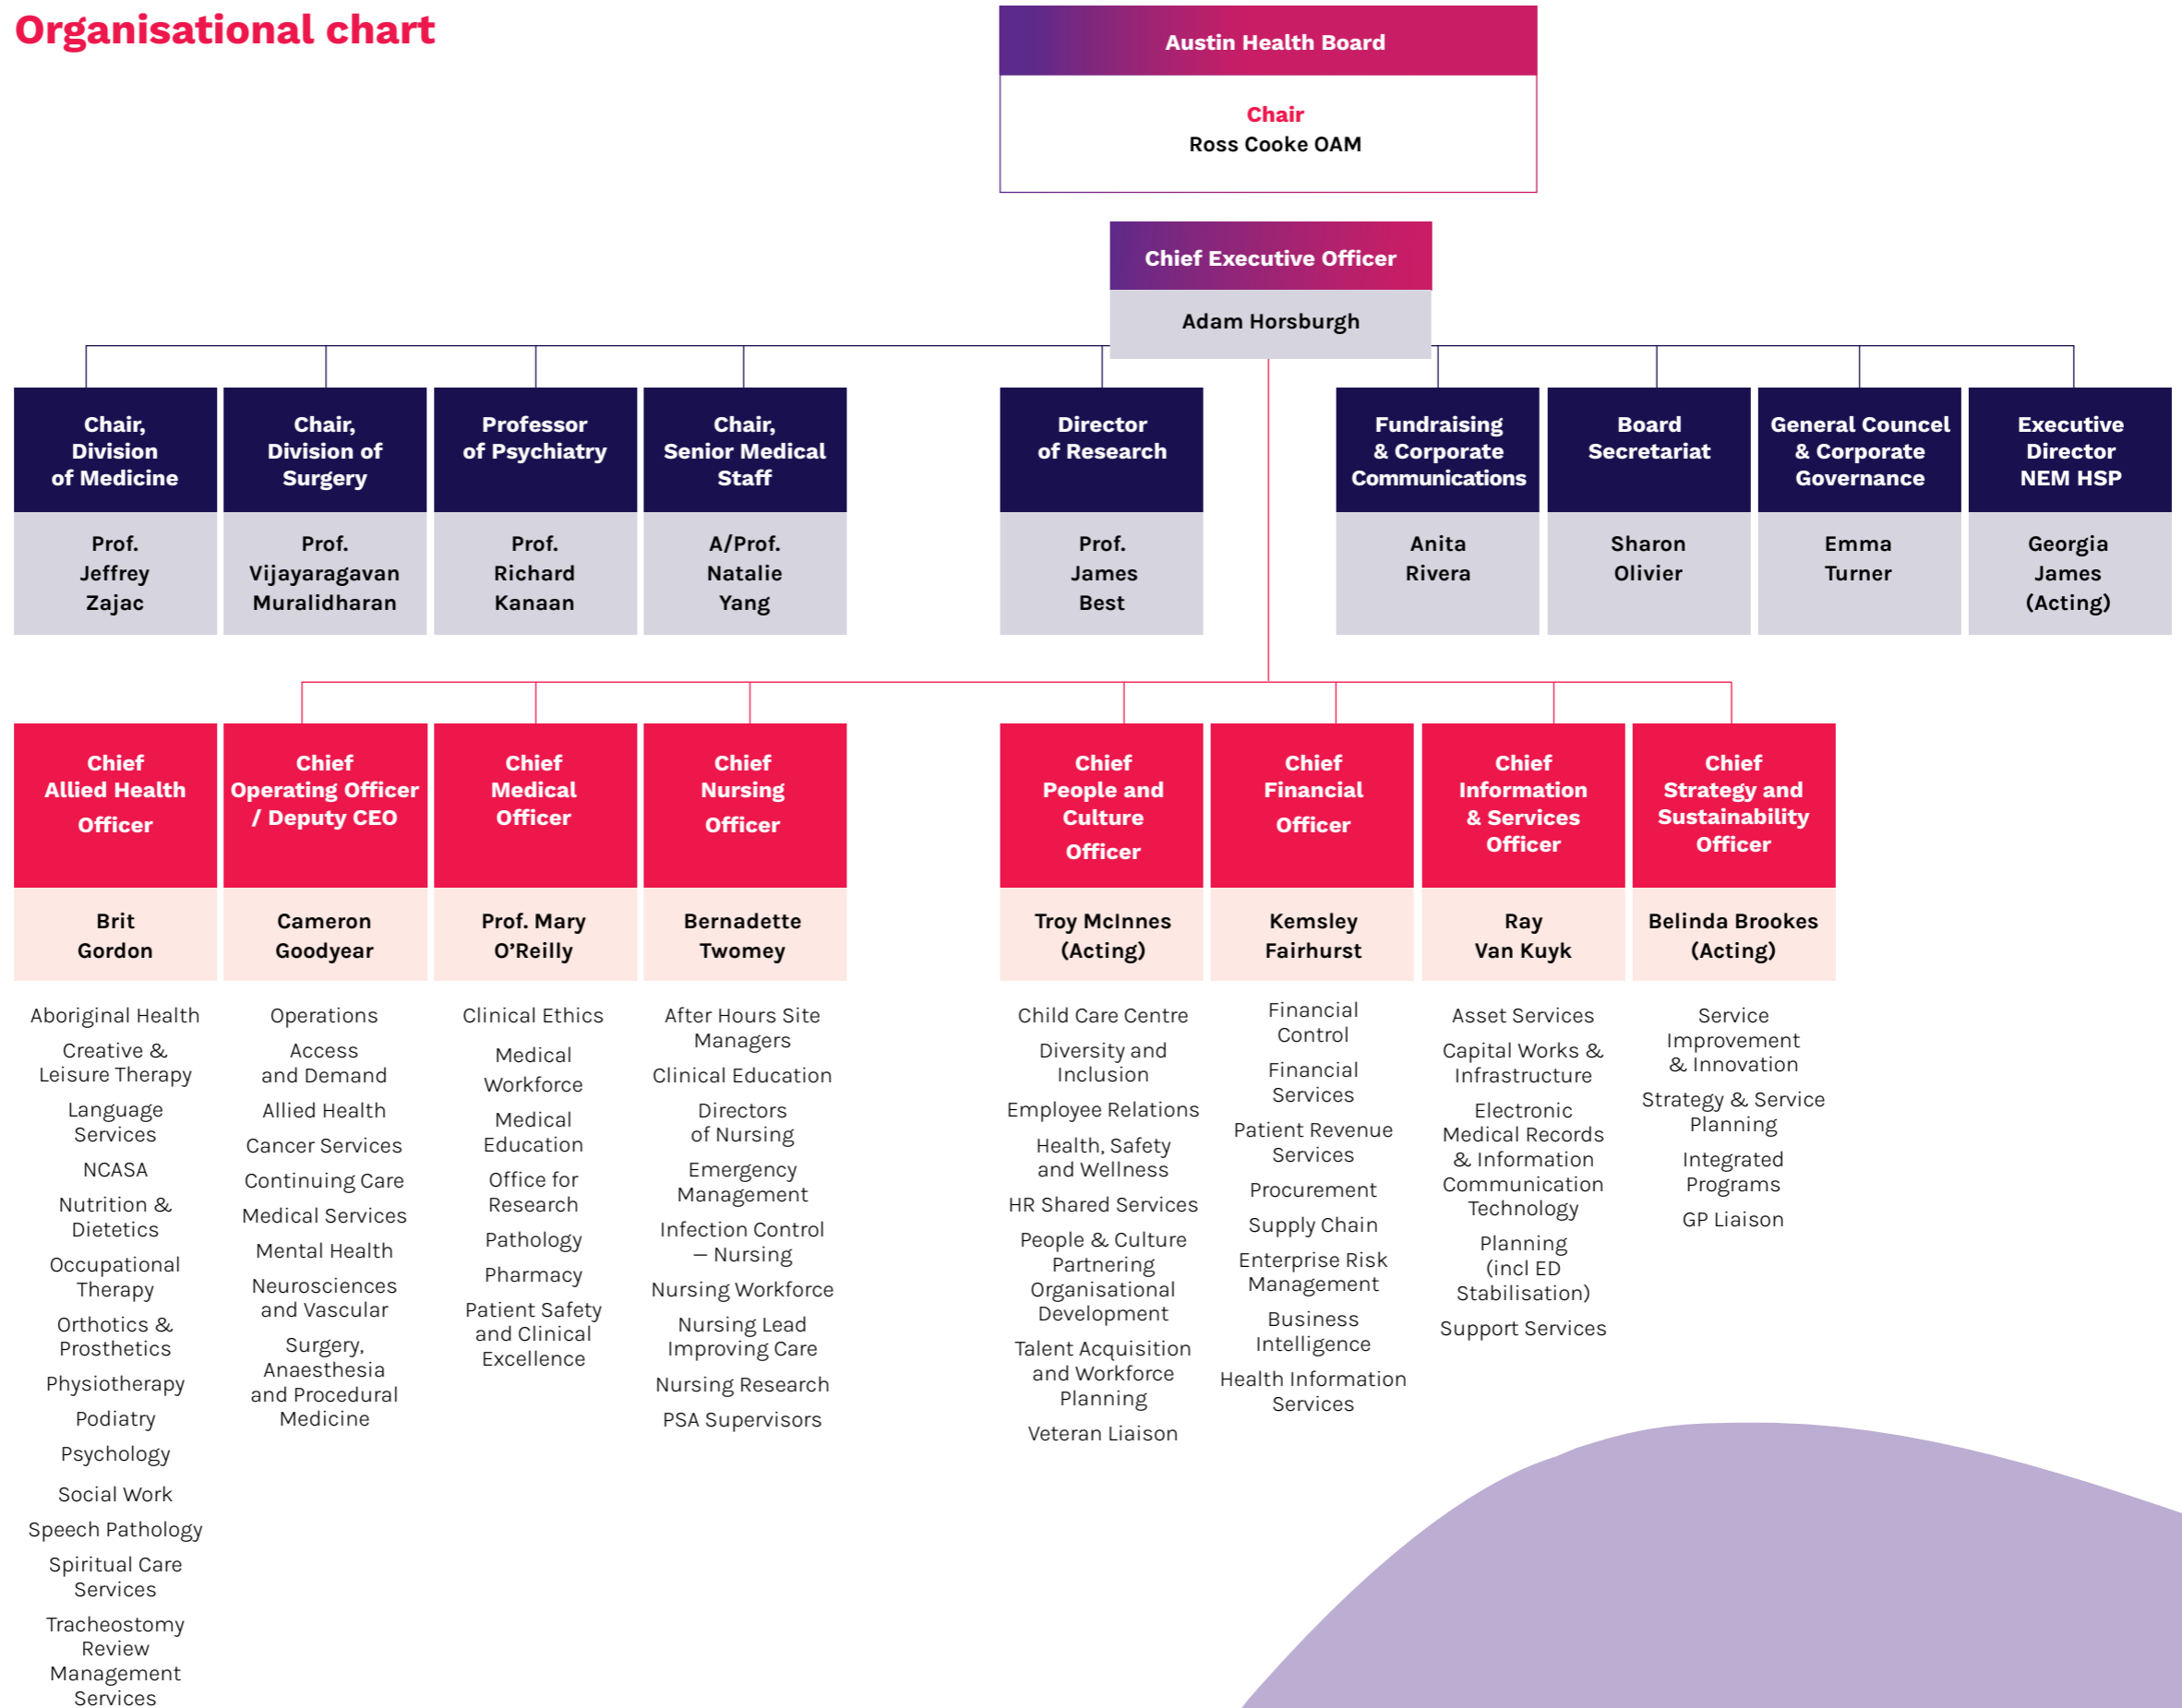 Organisational chart
Austin Health Board
Chair
Ross Cooke OAM
Chief Executive Officer
Adam Horsburgh
Chair,
Division
of Medicine
Prof.
Jeffrey
Zajac
Chair,
Division of
Surgery
Prof.
Vijayaragavan
Muralidharan
Professor
of Psychiatry
Prof.
Richard
Kanaan
Chair,
Senior Medical
Staff
A/Prof.
Natalie
Yang
Director
of Research
Prof.
James
Best
Fundraising
& Corporate
Communications
Anita
Rivera
Board
Secretariat
Sharon
Olivier
General Councel
& Corporate
Governance
Emma
Turner
Executive
Director
NEM HSP
Georgia
James
(Acting)
Chief
Allied Health
Officer
Brit
Gordon
Aboriginal Health
Creative &
Leisure Therapy
Language
Services
NCASA
Nutrition &
Dietetics
Occupational
Therapy
Orthotics &
Prosthetics
Physiotherapy
Podiatry
Psychology
Social Work
Speech Pathology
Spiritual Care
Services
Tracheostomy
Review
Management
Services
Chief
Operating Officer
/ Deputy CEO
Cameron
Goodyear
Operations
Access
and Demand
Allied Health
Cancer Services
Continuing Care
Medical Services
Mental Health
Neurosciences
and Vascular
Surgery,
Anaesthesia
and Procedural
Medicine
Chief
Medical
Officer
Prof. Mary
O’Reilly
Clinical Ethics
Medical
Workforce
Medical
Education
Office for
Research
Pathology
Pharmacy
Patient Safety
and Clinical
Excellence
Chief
Nursing
Officer
Bernadette
Twomey
After Hours Site
Managers
Clinical Education
Directors
of Nursing
Emergency
Management
Infection Control
– Nursing
Nursing Workforce
Nursing Lead
Improving Care
Nursing Research
PSA Supervisors
Chief
People and
Culture
Officer
Troy McInnes
(Acting)
Child Care Centre
Diversity and
Inclusion
Employee Relations
Health, Safety
and Wellness
HR Shared Services
People & Culture
Partnering
Organisational
Development
Talent Acquisition
and Workforce
Planning
Veteran Liaison
Chief
Financial
Officer
Kemsley
Fairhurst
Financial
Control
Financial
Services
Patient Revenue
Services
Procurement
Supply Chain
Enterprise Risk
Management
Business
Intelligence
Health Information
Services
Chief
Information
& Services
Officer
Ray
Van Kuyk
Asset Services
Capital Works &
Infrastructure
Electronic
Medical Records
& Information
Communication
Technology
Planning
(incl ED
Stabilisation)
Support Services
Chief
Strategy and
Sustainability
Officer
Belinda Brookes
(Acting)
Service
Improvement
& Innovation
Strategy & Service
Planning
Integrated
Programs
GP Liaison